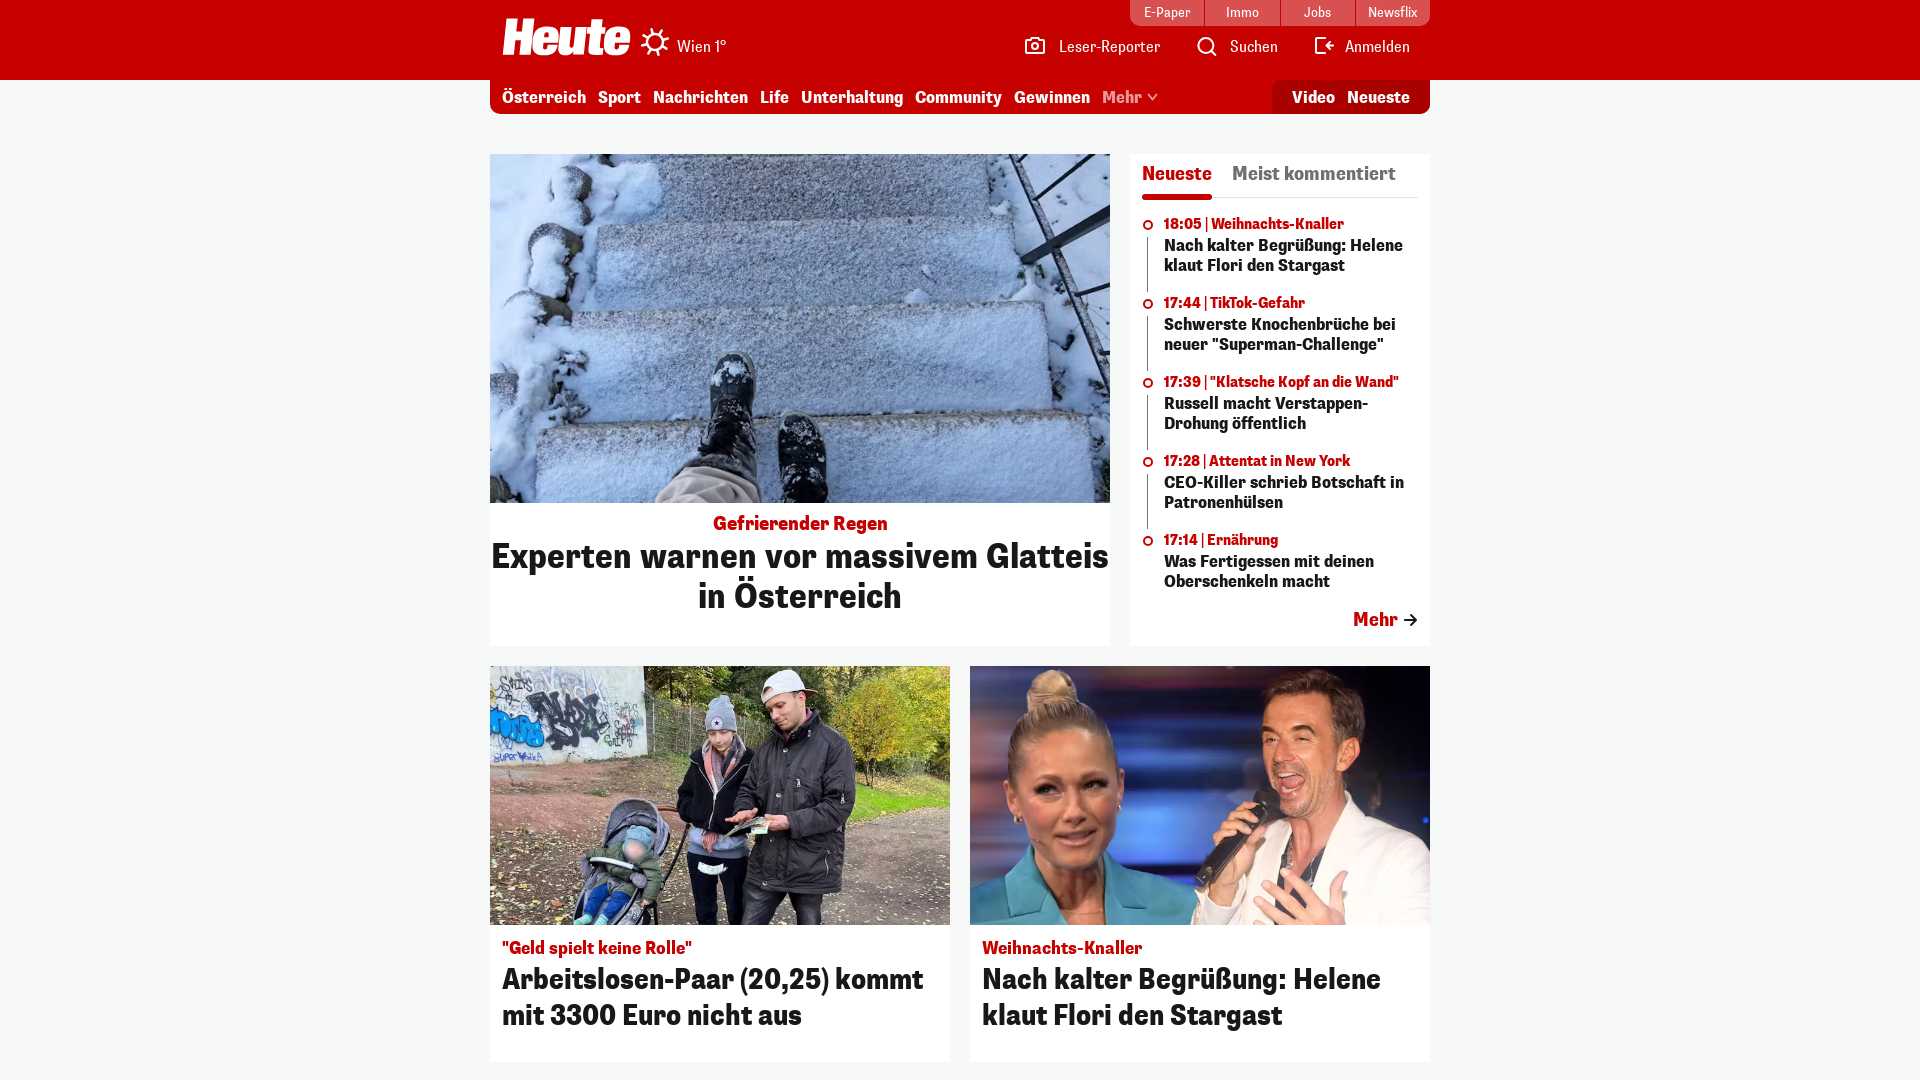 E-Paper
Immo
Jobs
Newsflix
Heute
Wien 1°
Leser-Reporter
Suchen
Anmelden
Österreich
Sport
Nachrichten
Life
Unterhaltung
Community
Gewinnen
Mehr
Video
Neueste
Gefrierender Regen
Experten warnen vor massivem Glatteis
in Österreich
Neueste
Meist kommentiert
18:05 | Weihnachts-Knaller
Nach kalter Begrüßung: Helene
klaut Flori den Stargast
17:44 | TikTok-Gefahr
Schwerste Knochenbrüche bei
neuer "Superman-Challenge"
17:39 | "Klatsche Kopf an die Wand"
Russell macht Verstappen-
Drohung öffentlich
17:28 | Attentat in New York
CEO-Killer schrieb Botschaft in
Patronenhülsen
17:14 | Ernährung
Was Fertigessen mit deinen
Oberschenkeln macht
Mehr
"Geld spielt keine Rolle"
Arbeitslosen-Paar (20,25) kommt
mit 3300 Euro nicht aus
Weihnachts-Knaller
Nach kalter Begrüßung: Helene
klaut Flori den Stargast